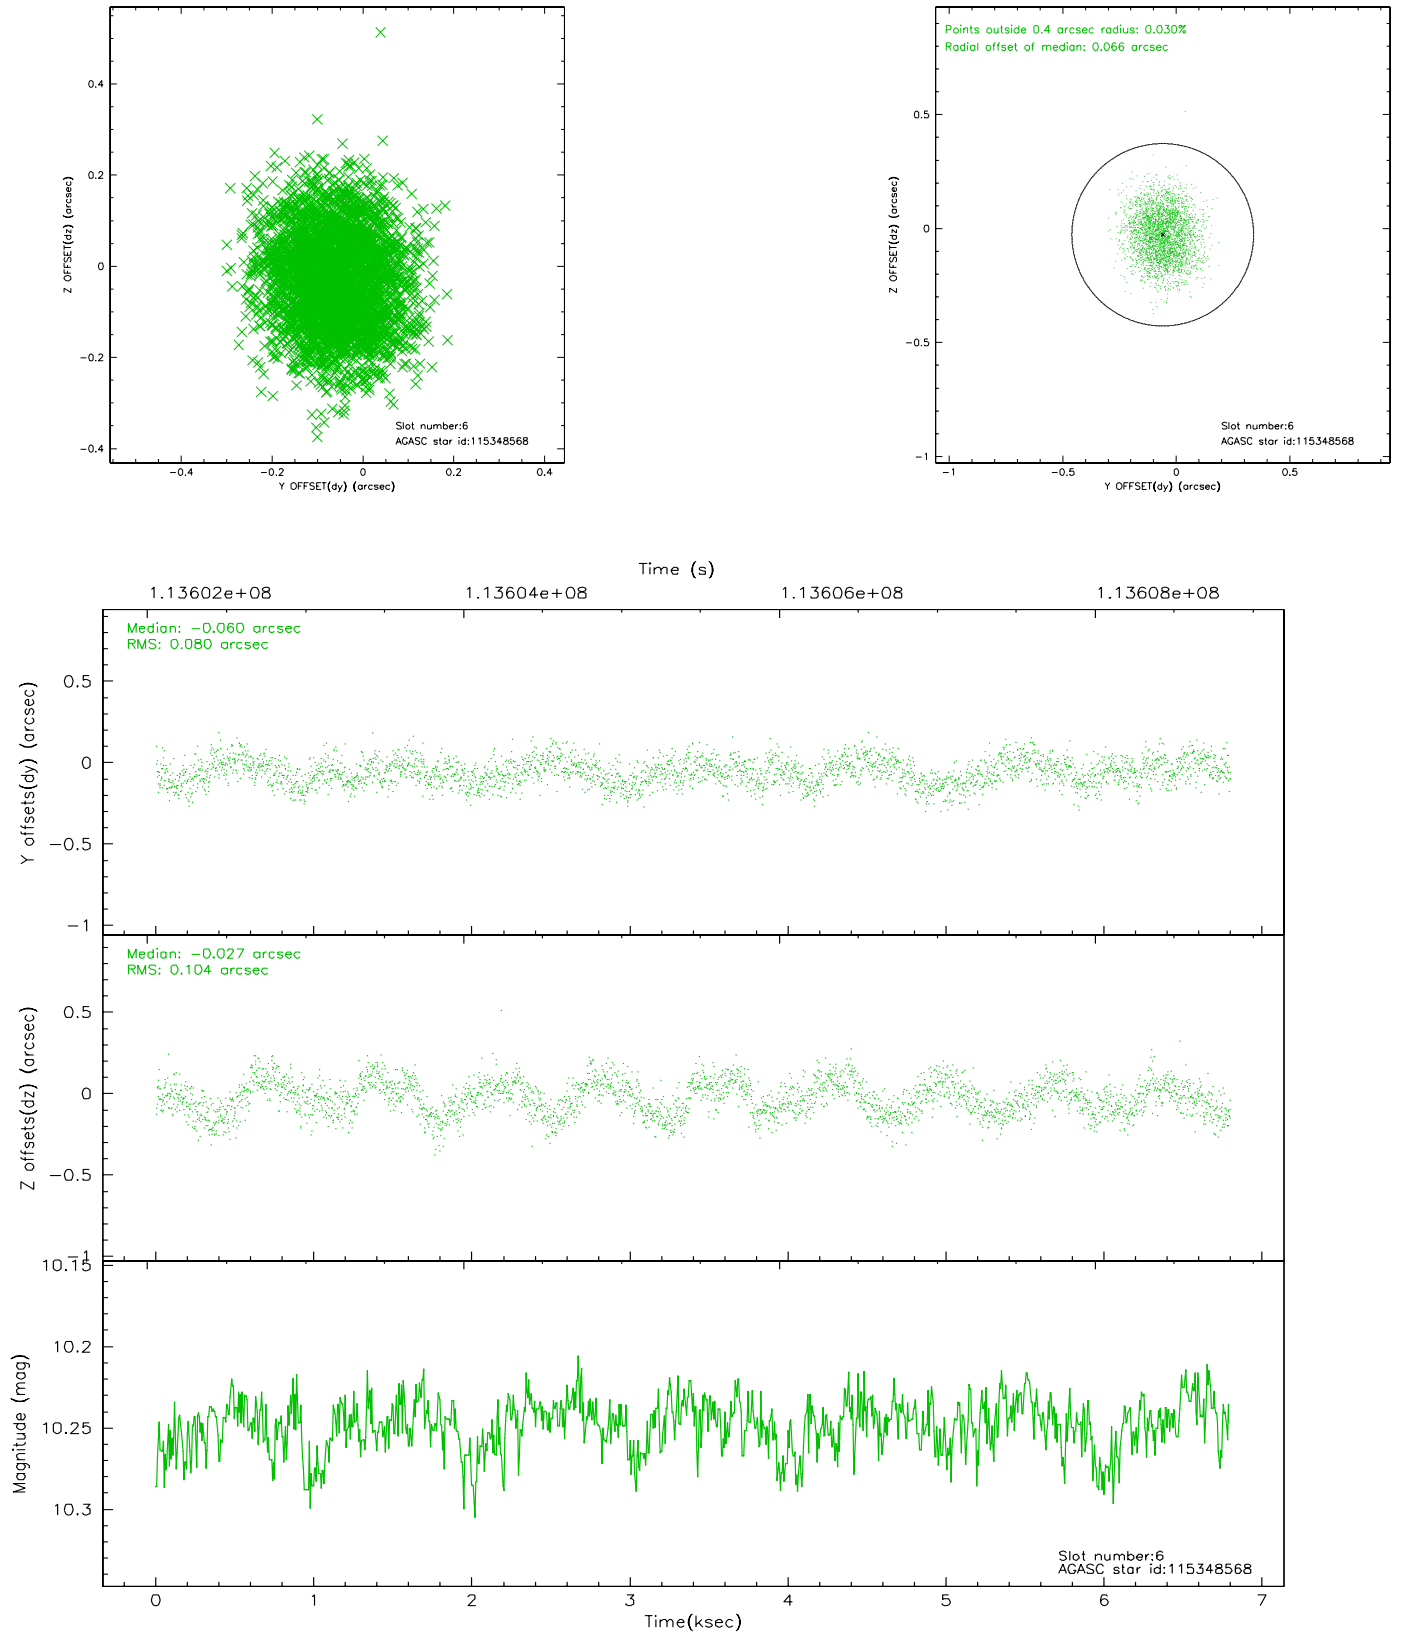 0.4
0.2
0
−0.2
−0.4
Z OFFSET(dz) (arcsec)
Slot number:6
AGASC star id:115348568
−0.4 −0.2 0 0.2 0.4
Y OFFSET(dy) (arcsec)
Points outside 0.4 arcsec radius: 0.030%
Radial offset of median: 0.066 arcsec
0.5
0
−0.5
−1
Z OFFSET(dz) (arcsec)
Slot number:6
AGASC star id:115348568
−1 −0.5 0 0.5
Y OFFSET(dy) (arcsec)
Time (s)
1.13602e+08 1.13604e+08 1.13606e+08 1.13608e+08
Median: −0.060 arcsec
RMS: 0.080 arcsec
0.5
0
−0.5
−1
Y offsets(dy) (arcsec)
Median: −0.027 arcsec
RMS: 0.104 arcsec
0.5
0
−0.5
−1
Z offsets(dz) (arcsec)
10.15
10.2
10.25
10.3
Magnitude (mag)
Slot number:6
AGASC star id:115348568
0 1 2 3 4 5 6 7
Time(ksec)